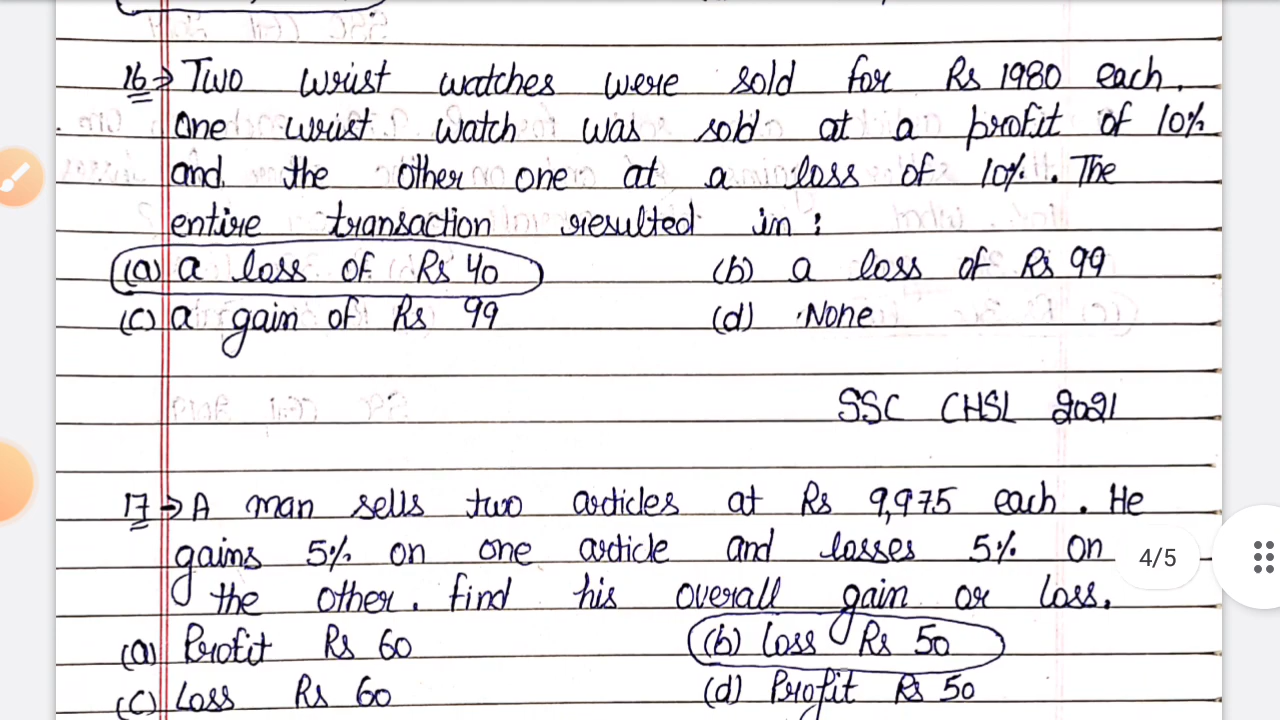 16→ Two wrist watches were sold for Rs 1980 each.
One wrist watch was sold at a profit of 10%
and the other one at a loss of 10%. The
entire transaction resulted in:
(a) a loss of Rs 40 (b) a loss of Rs 99
(c) a gain of Rs 99 (d) None
SSC CHSL 2021
17→ A man sells two articles at Rs 9,975 each. He
gains 5% on one article and losses 5% on
4/5
the other. find his overall gain or loss.
(a) Profit Rs 60 (b) Loss Rs 50
(c) Loss Rs 60 (d) Profit Rs 50